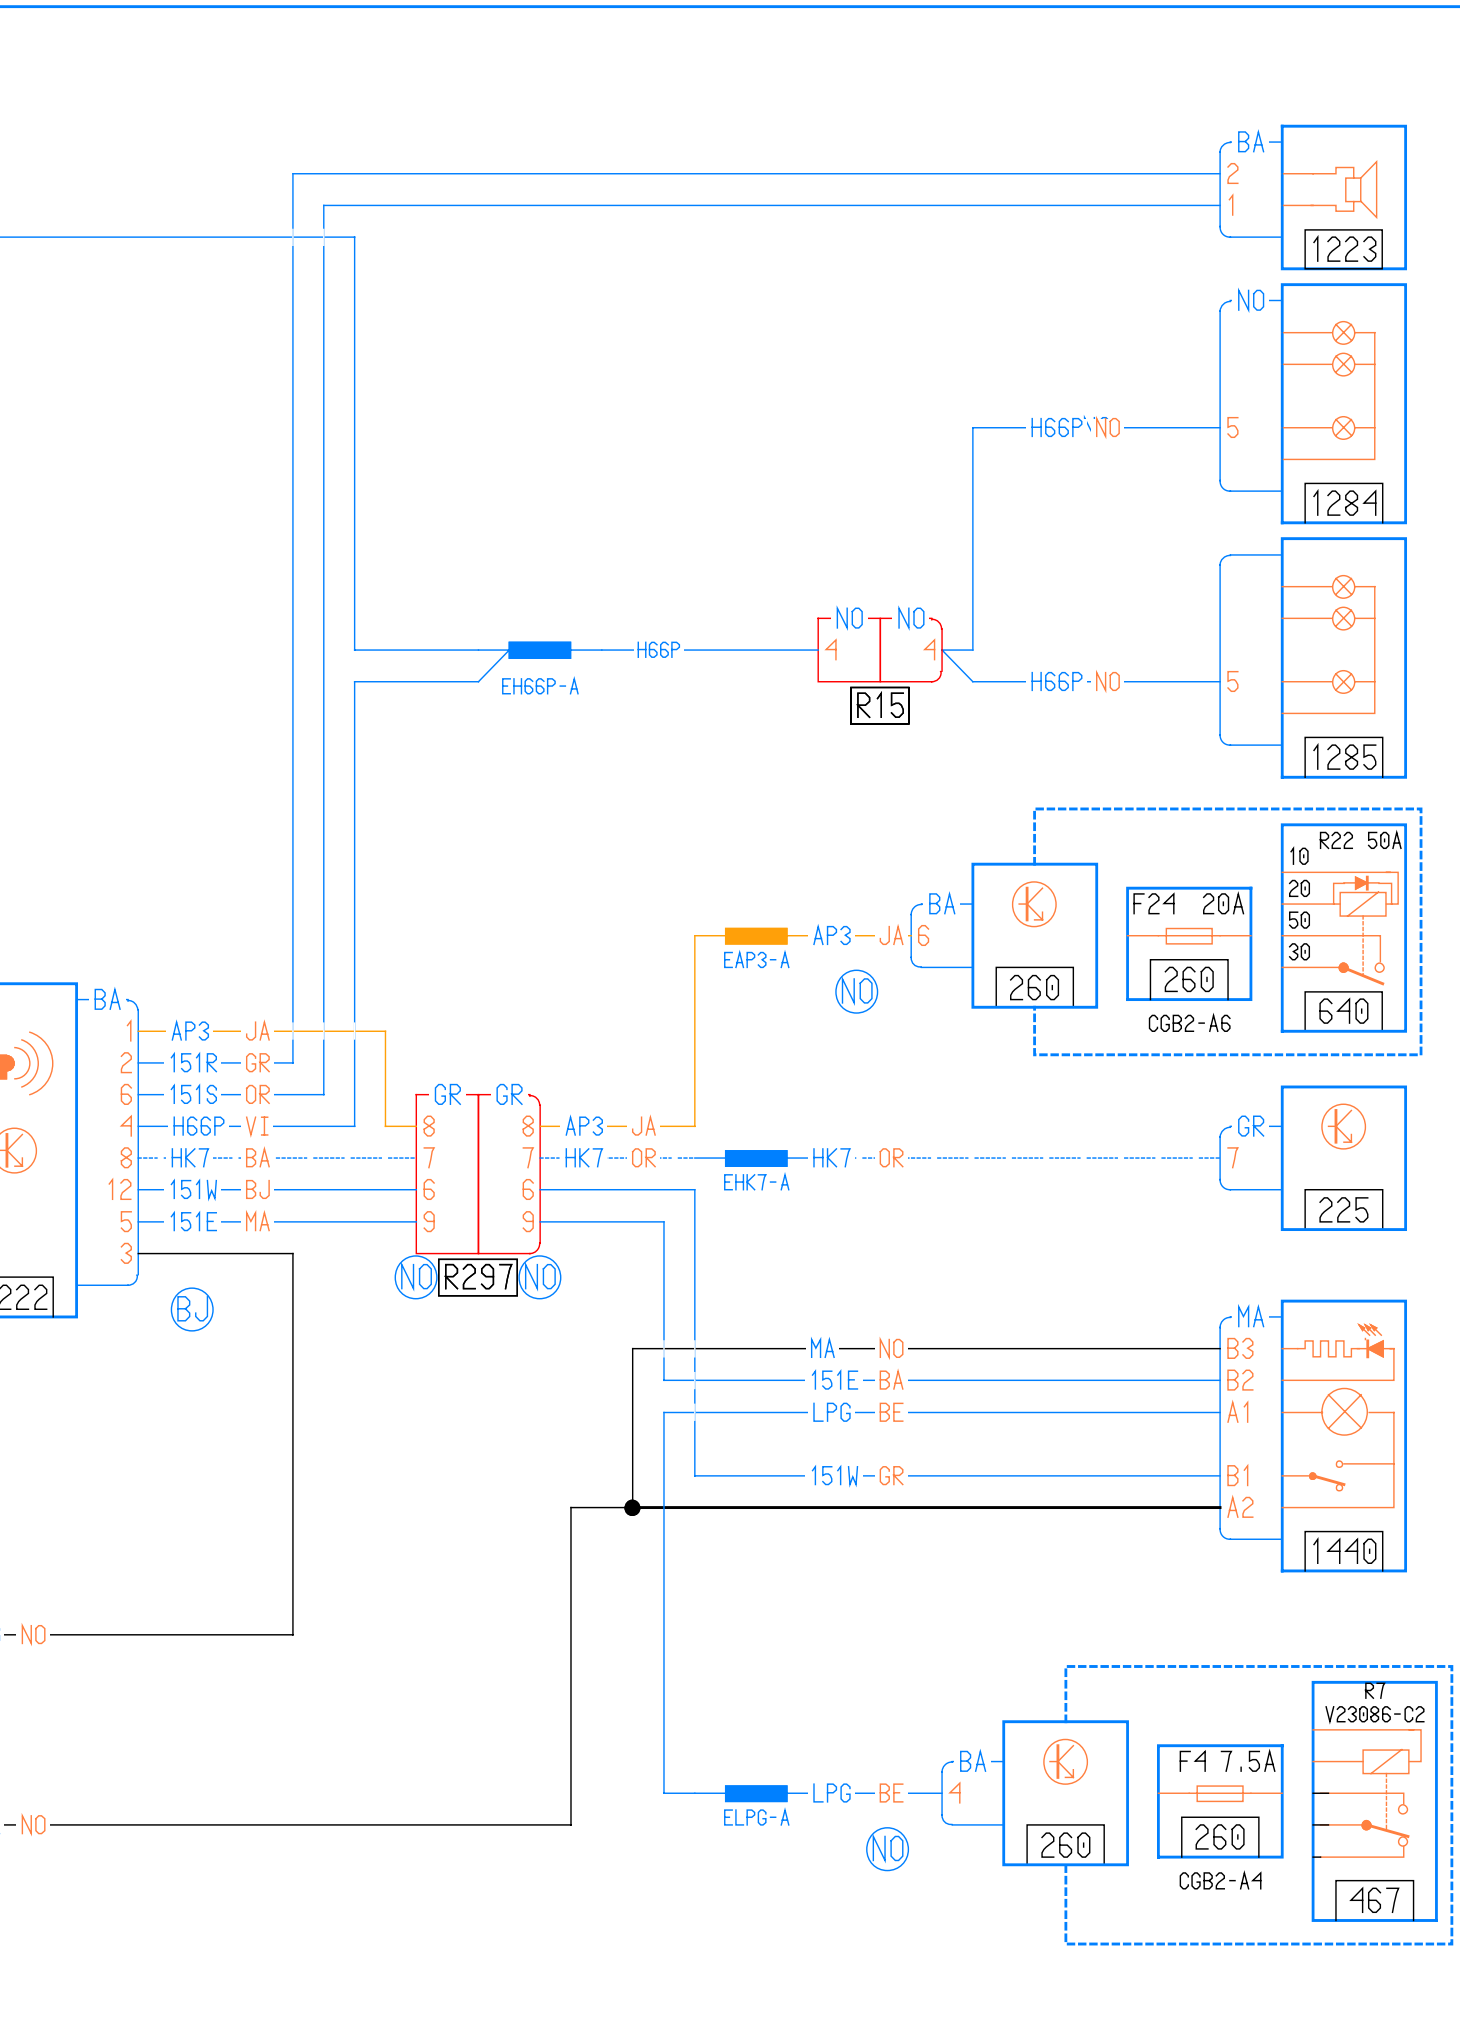 BA
2
1
1223
NO
H66P NO 5
1284
NO NO
4 H66P 4
EH66P-A
R15
H66P-NO 5
1285
R22 50A
10
20
50
30
640
BA
EAP3-A
AP3 JA 6
NO
260
F24 20A
260
CGB2-A6
BA
1 AP3 JA
2 151R GR
6 151S OR
4 H66P VI
8 HK7 BA
12 151W BJ
5 151E MA
3
222
BJ
GR GR
8 8 AP3 JA
7 7 HK7 OR
6 6
9 9
NO R297 NO
EHK7-A
HK7 OR
GR
7
225
MA
MA NO B3
151E BA B2
LPG BE A1
151W GR B1
A2
1440
NO
NO
ELPG-A
LPG BE 4
BA
NO
260
F4 7.5A
260
CGB2-A4
R7
V23086-C2
467